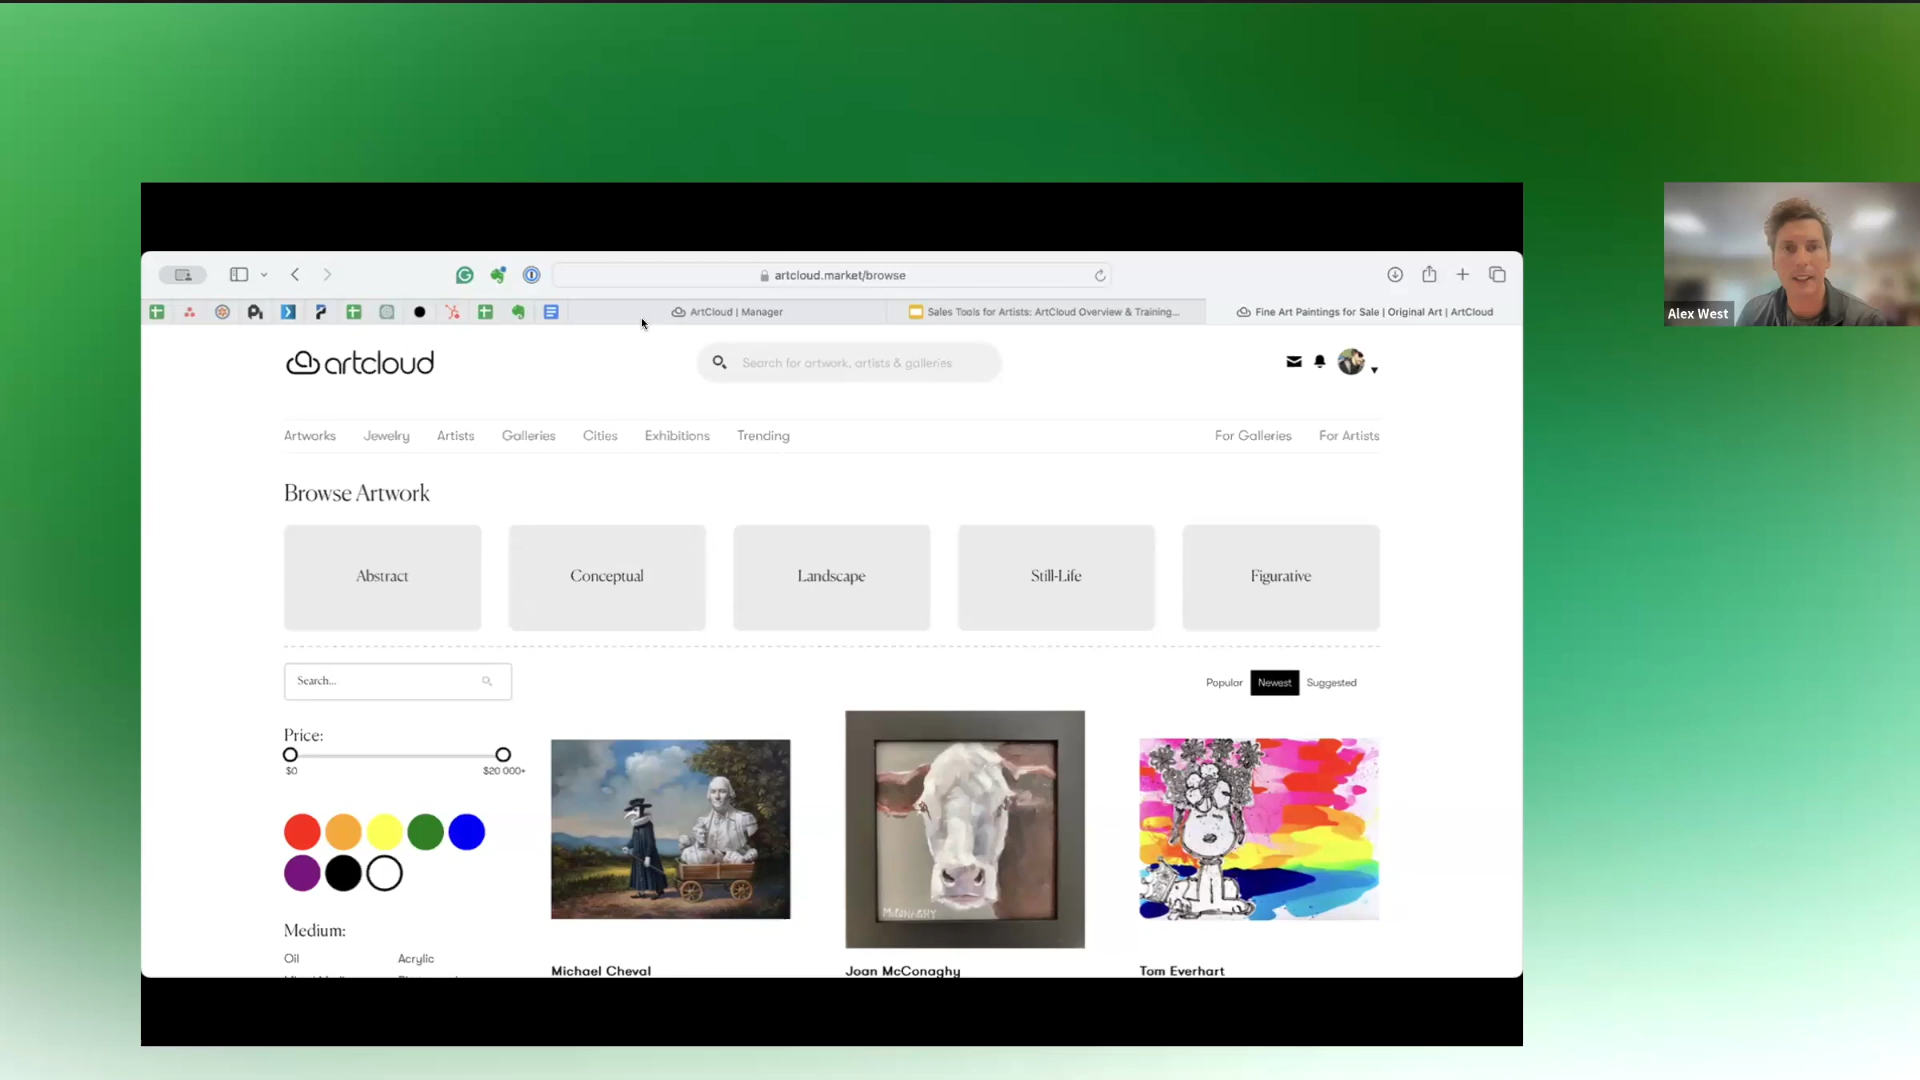 artcloud.market/browse
ArtCloud | Manager
Sales Tools for Artists: ArtCloud Overview & Training...
Fine Art Paintings for Sale | Original Art | ArtCloud
Alex West
artcloud
Search for artwork, artists & galleries
Artworks Jewelry Artists Galleries Cities Exhibitions Trending For Galleries For Artists
Browse Artwork
Abstract Conceptual Landscape Still-Life Figurative
Search...
Popular Newest Suggested
Price:
$0 $20 000+
McCONAGHY
Medium:
Oil Acrylic
Michael Cheval Joan McConaghy Tom Everhart